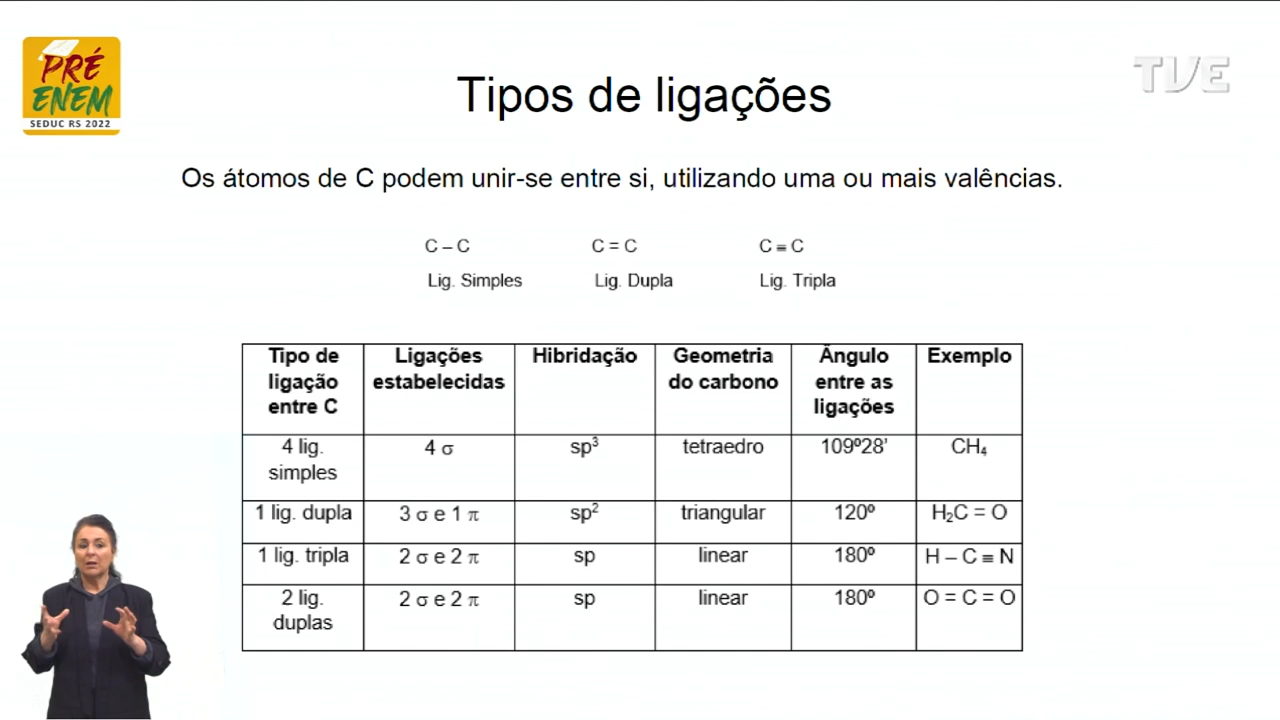 PRÉ
ENEM
SEDUC RS 2022
TVE
Tipos de ligações
Os átomos de C podem unir-se entre si, utilizando uma ou mais valências.
C – C C = C C ≡ C
Lig. Simples Lig. Dupla Lig. Tripla
Tipo de ligação entre C Ligações estabelecidas Hibridação Geometria do carbono Ângulo entre as ligações Exemplo
4 lig. simples 4 σ sp³ tetraedro 109º28’ CH₄
1 lig. dupla 3 σ e 1 π sp² triangular 120º H₂C = O
1 lig. tripla 2 σ e 2 π sp linear 180º H – C ≡ N
2 lig. duplas 2 σ e 2 π sp linear 180º O = C = O